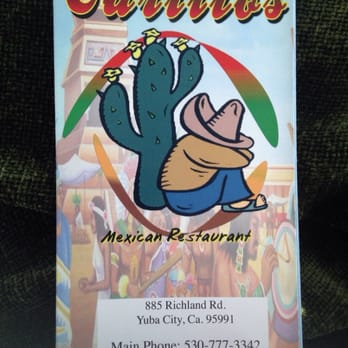 Mexican Restaurant
885 Richland Rd.
Yuba City, Ca. 95991
Main Phone: 530-777-3342